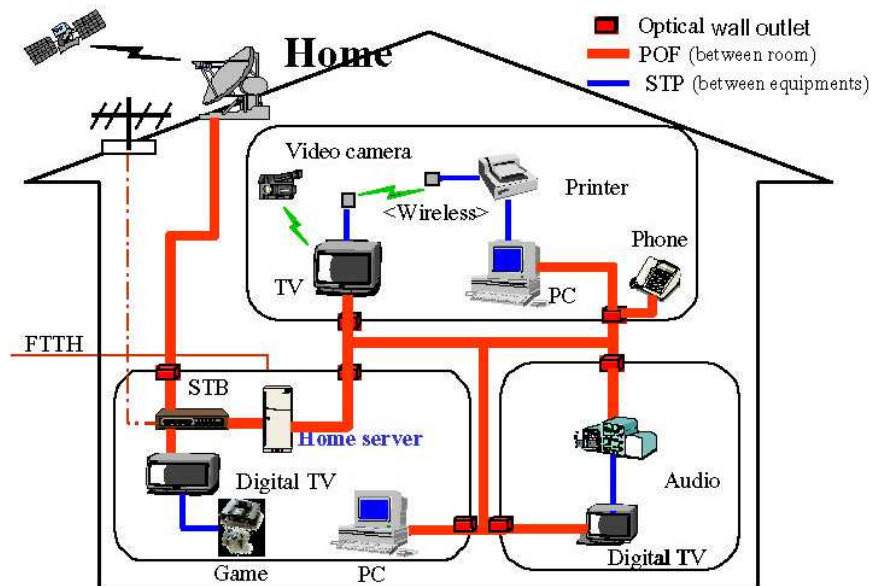 Home
Optical wall outlet
POF (between room)
STP (between equipments)
Video camera
Printer
<Wireless>
Phone
TV
PC
FTTH
STB
Home server
Digital TV
Audio
Game
PC
Digital TV